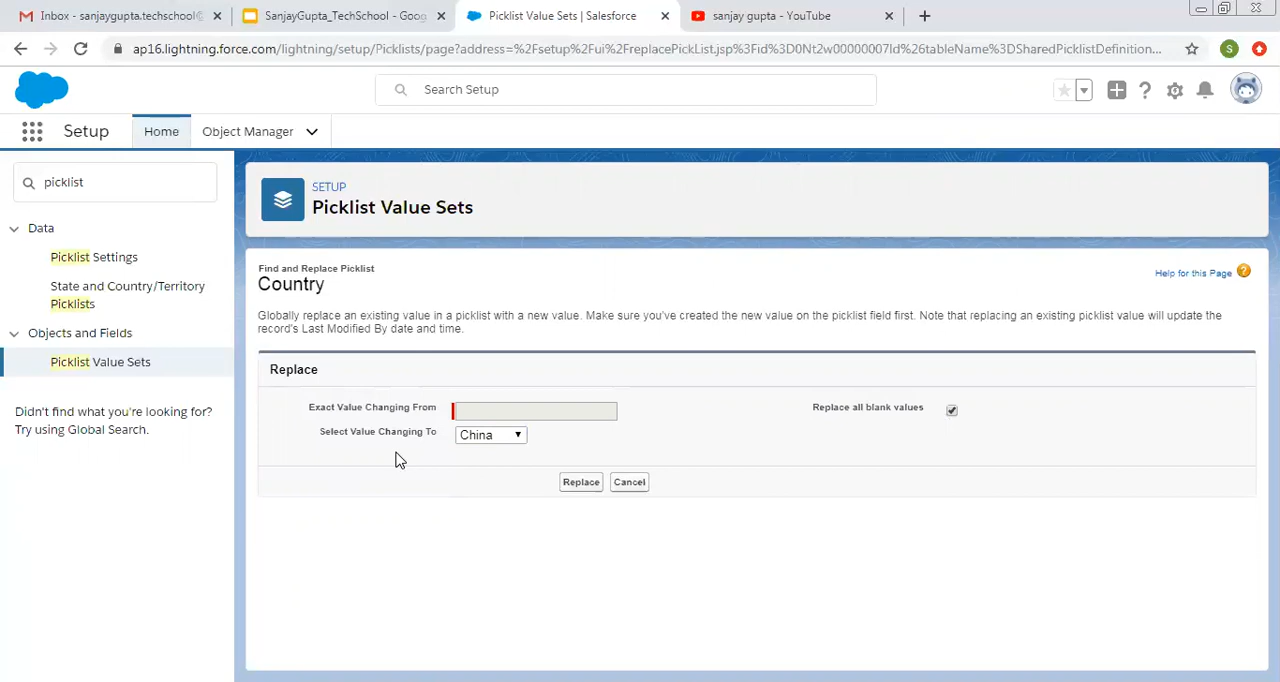 Inbox - sanjaygupta.techschool@
SanjayGupta_TechSchool - Goog
Picklist Value Sets | Salesforce
sanjay gupta - YouTube
ap16.lightning.force.com/lightning/setup/Picklists/page?address=%2Fsetup%2Fui%2FreplacePickList.jsp%3Fid%3D0Nt2w00000007Id%26tableName%3DSharedPicklistDefinition...
S
Search Setup
Setup
Home
Object Manager
picklist
Data
Picklist Settings
State and Country/Territory
Picklists
Objects and Fields
Picklist Value Sets
Didn't find what you're looking for?
Try using Global Search.
SETUP
Picklist Value Sets
Find and Replace Picklist
Country
Help for this Page ?
Globally replace an existing value in a picklist with a new value. Make sure you've created the new value on the picklist field first. Note that replacing an existing picklist value will update the
record's Last Modified By date and time.
Replace
Exact Value Changing From
Replace all blank values
Select Value Changing To
China
Replace
Cancel